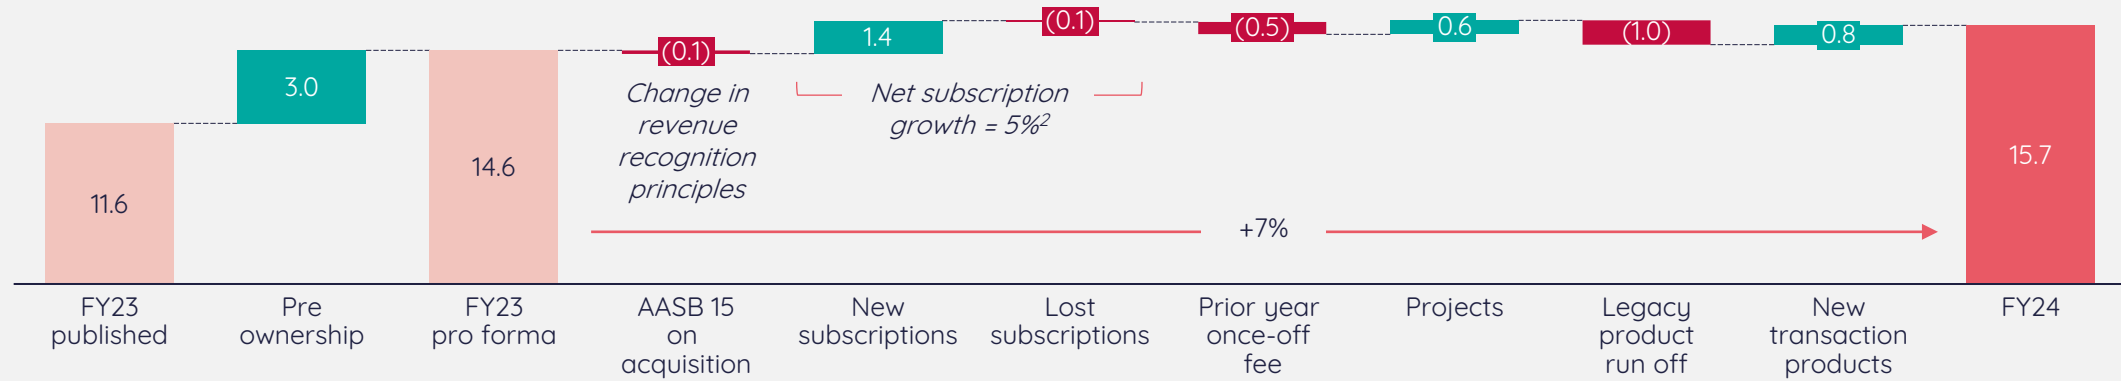 (0.1)
1.4
(0.1)
(0.5)
0.6
(1.0)
0.8
3.0
11.6
14.6
15.7
Change in
revenue
recognition
principles
Net subscription
growth = 5%²
+7%
FY23
published
Pre
ownership
FY23
pro forma
AASB 15
on
acquisition
New
subscriptions
Lost
subscriptions
Prior year
once-off
fee
Projects
Legacy
product
run off
New
transaction
products
FY24